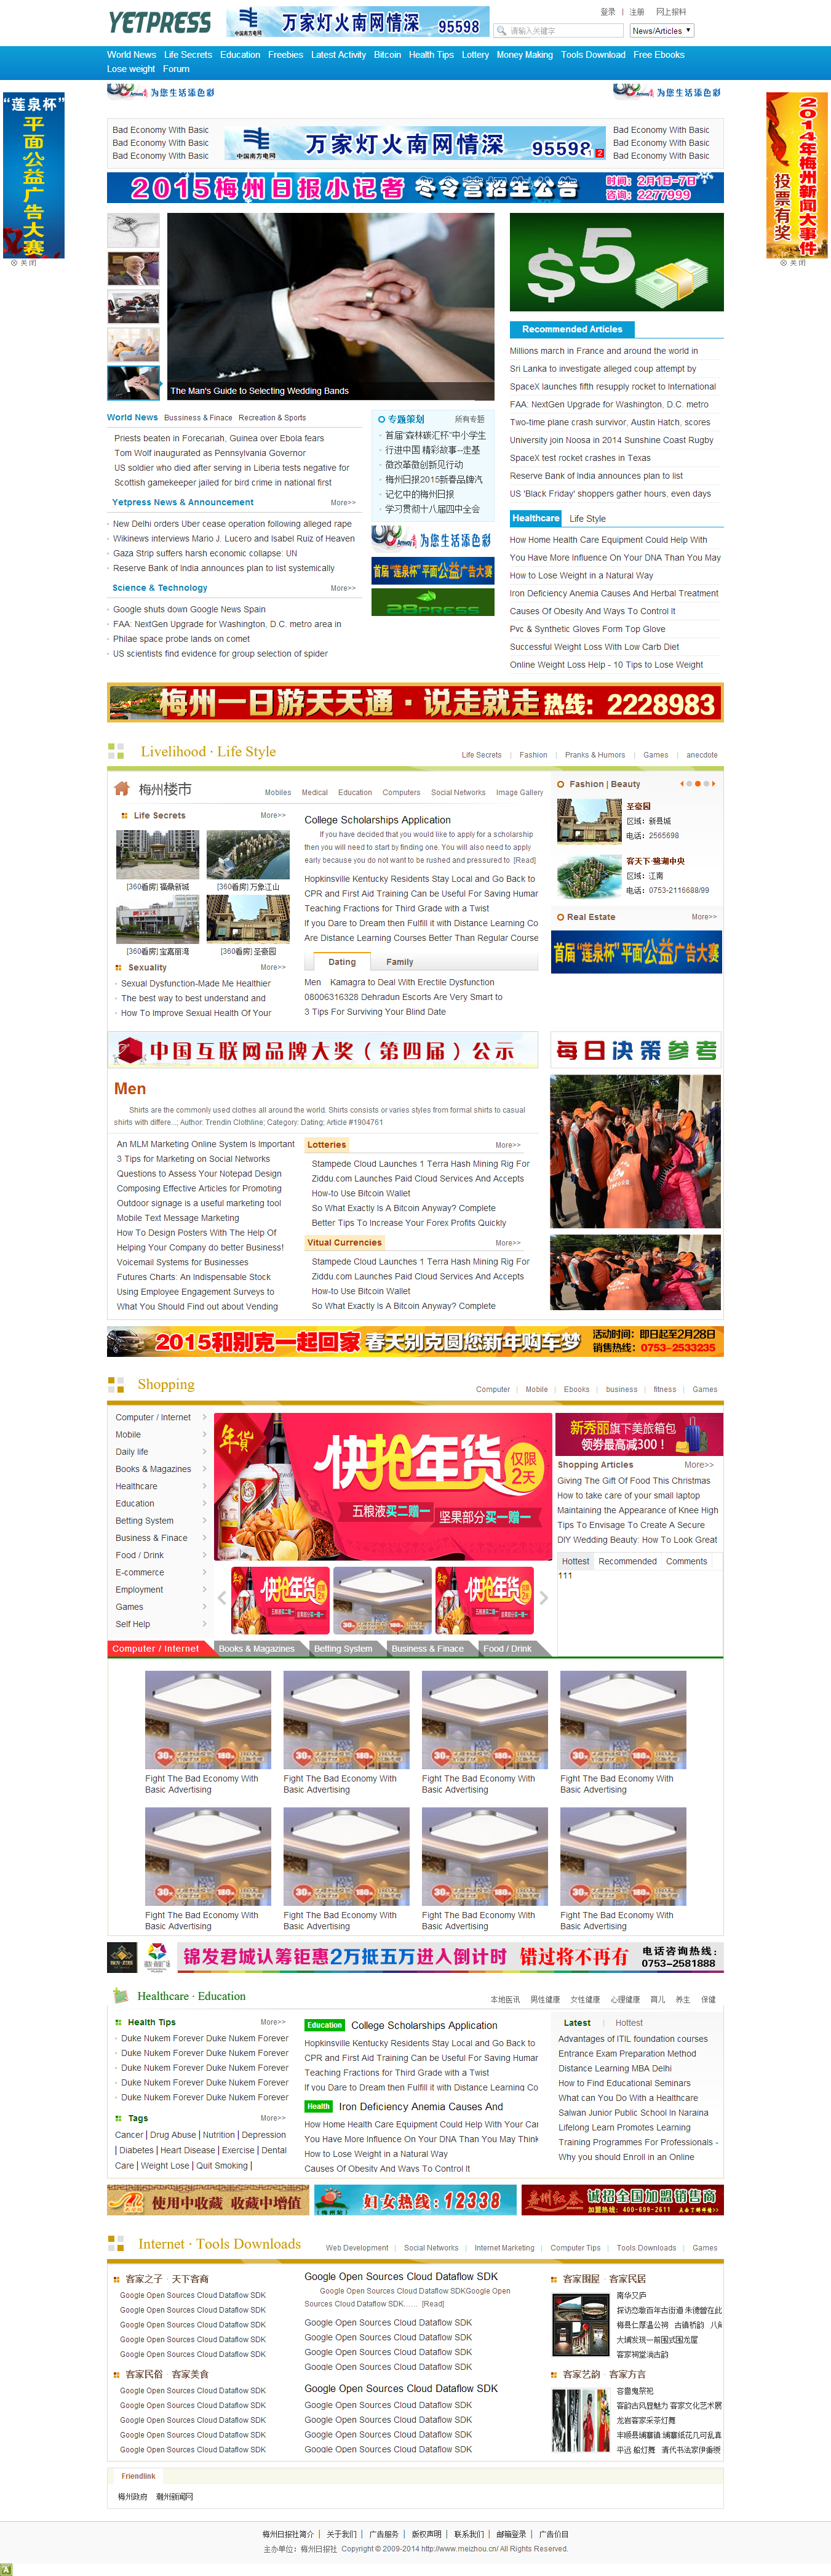 YETPRESS
万家灯火南网情深 95598
中国南方电网
登录 | 注册 网上报料
请输入关键字
News/Articles
World News Life Secrets Education Freebies Latest Activity Bitcoin Health Tips Lottery Money Making Tools Download Free Ebooks
Lose weight Forum
为您生活添色彩
为您生活添色彩
“莲泉杯”平面公益广告大赛
关闭
2014年梅州新闻大事件
投票有奖
关闭
Bad Economy With Basic
Bad Economy With Basic
Bad Economy With Basic
中国南方电网
万家灯火南网情深 95598
1 2
Bad Economy With Basic
Bad Economy With Basic
Bad Economy With Basic
2015梅州日报小记者 冬令营招生公告
时间：2月1日-7日
咨询：2277999
The Man's Guide to Selecting Wedding Bands
$5
Recommended Articles
Millions march in France and around the world in
Sri Lanka to investigate alleged coup attempt by
SpaceX launches fifth resupply rocket to International
FAA: NextGen Upgrade for Washington, D.C. metro
Two-time plane crash survivor, Austin Hatch, scores
University join Noosa in 2014 Sunshine Coast Rugby
SpaceX test rocket crashes in Texas
Reserve Bank of India announces plan to list
US 'Black Friday' shoppers gather hours, even days
World News Bussiness & Finace Recreation & Sports
Priests beaten in Forecariah, Guinea over Ebola fears
Tom Wolf inaugurated as Pennsylvania Governor
US soldier who died after serving in Liberia tests negative for
Scottish gamekeeper jailed for bird crime in national first
Yetpress News & Announcement More>>
New Delhi orders Uber cease operation following alleged rape
Wikinews interviews Mario J. Lucero and Isabel Ruiz of Heaven
Gaza Strip suffers harsh economic collapse: UN
Reserve Bank of India announces plan to list systemically
Science & Technology More>>
Google shuts down Google News Spain
FAA: NextGen Upgrade for Washington, D.C. metro area in
Philae space probe lands on comet
US scientists find evidence for group selection of spider
专题策划 所有专题
首届“森林碳汇杯”中小学生
行进中国 精彩故事--走基
微改革微创新见行动
梅州日报2015新春品牌汽
记忆中的梅州日报
学习贯彻十八届四中全会
为您生活添色彩
首届“莲泉杯”平面公益广告大赛
28PRESS
Healthcare Life Style
How Home Health Care Equipment Could Help With
You Have More Influence On Your DNA Than You May
How to Lose Weight in a Natural Way
Iron Deficiency Anemia Causes And Herbal Treatment
Causes Of Obesity And Ways To Control It
Pvc & Synthetic Gloves Form Top Glove
Successful Weight Loss With Low Carb Diet
Online Weight Loss Help - 10 Tips to Lose Weight
梅州一日游天天通·说走就走 热线：2228983
Livelihood · Life Style
Life Secrets | Fashion | Pranks & Humors | Games | anecdote
梅州楼市
Mobiles Medical Education Computers Social Networks Image Gallery
Life Secrets More>>
[360看房] 福鼎新城 [360看房] 万象江山
[360看房] 宝嘉丽湾 [360看房] 圣豪园
Sexuality More>>
Sexual Dysfunction-Made Me Healthier
The best way to best understand and
How To Improve Sexual Health Of Your
College Scholarships Application
If you have decided that you would like to apply for a scholarship
then you will need to start by finding one. You will also need to apply
early because you do not want to be rushed and pressured to [Read]
Hopkinsville Kentucky Residents Stay Local and Go Back to
CPR and First Aid Training Can be Useful For Saving Human
Teaching Fractions for Third Grade with a Twist
If you Dare to Dream then Fulfill it with Distance Learning Co
Are Distance Learning Courses Better Than Regular Course
Dating Family
Men Kamagra to Deal With Erectile Dysfunction
08006316328 Dehradun Escorts Are Very Smart to
3 Tips For Surviving Your Blind Date
Fashion | Beauty
圣豪园
区域：新县城
电话：2565698
客天下·碧湖中央
区域：江南
电话：0753-2116688/99
Real Estate More>>
首届“莲泉杯”平面公益广告大赛
中国互联网品牌大奖（第四届）公示
每日决策参考
Men
Shirts are the commonly used clothes all around the world. Shirts consists or varies styles from formal shirts to casual
shirts with differe...; Author: Trendin Clothline; Category: Dating; Article #1904761
An MLM Marketing Online System Is Important
3 Tips for Marketing on Social Networks
Questions to Assess Your Notepad Design
Composing Effective Articles for Promoting
Outdoor signage is a useful marketing tool
Mobile Text Message Marketing
How To Design Posters With The Help Of
Helping Your Company do better Business!
Voicemail Systems for Businesses
Futures Charts: An Indispensable Stock
Using Employee Engagement Surveys to
What You Should Find out about Vending
Lotteries More>>
Stampede Cloud Launches 1 Terra Hash Mining Rig For
Ziddu.com Launches Paid Cloud Services And Accepts
How-to Use Bitcoin Wallet
So What Exactly Is A Bitcoin Anyway? Complete
Better Tips To Increase Your Forex Profits Quickly
Vitual Currencies More>>
Stampede Cloud Launches 1 Terra Hash Mining Rig For
Ziddu.com Launches Paid Cloud Services And Accepts
How-to Use Bitcoin Wallet
So What Exactly Is A Bitcoin Anyway? Complete
2015和别克一起回家 春天别克圆您新年购车梦
活动时间：即日起至2月28日
销售热线：0753-2533235
Shopping
Computer | Mobile | Ebooks | business | fitness | Games
Computer / Internet
Mobile
Daily life
Books & Magazines
Healthcare
Education
Betting System
Business & Finace
Food / Drink
E-commerce
Employment
Games
Self Help
年货
快抢年货 仅限2天
五粮液买二赠一 坚果部分买一赠一
新秀丽旗下美旅箱包
领券最高减300！
Shopping Articles More>>
Giving The Gift Of Food This Christmas
How to take care of your small laptop
Maintaining the Appearance of Knee High
Tips To Envisage To Create A Secure
DIY Wedding Beauty: How To Look Great
Hottest Recommended Comments
111
Computer / Internet Books & Magazines Betting System Business & Finace Food / Drink
Fight The Bad Economy With Basic Advertising
Fight The Bad Economy With Basic Advertising
Fight The Bad Economy With Basic Advertising
Fight The Bad Economy With Basic Advertising
Fight The Bad Economy With Basic Advertising
Fight The Bad Economy With Basic Advertising
Fight The Bad Economy With Basic Advertising
Fight The Bad Economy With Basic Advertising
锦发君城认筹钜惠2万抵五万进入倒计时 错过将不再有
电话咨询热线：
0753-2581888
Healthcare · Education
本地医讯 男性健康 女性健康 心理健康 育儿 养生 保健
Health Tips More>>
Duke Nukem Forever Duke Nukem Forever
Duke Nukem Forever Duke Nukem Forever
Duke Nukem Forever Duke Nukem Forever
Duke Nukem Forever Duke Nukem Forever
Duke Nukem Forever Duke Nukem Forever
Tags More>>
Cancer | Drug Abuse | Nutrition | Depression
| Diabetes | Heart Disease | Exercise | Dental
Care | Weight Loss | Quit Smoking |
Education College Scholarships Application
Hopkinsville Kentucky Residents Stay Local and Go Back to
CPR and First Aid Training Can be Useful For Saving Human
Teaching Fractions for Third Grade with a Twist
If you Dare to Dream then Fulfill it with Distance Learning Co
Health Iron Deficiency Anemia Causes And
How Home Health Care Equipment Could Help With Your Car
You Have More Influence On Your DNA Than You May Think
How to Lose Weight in a Natural Way
Causes Of Obesity And Ways To Control It
Latest | Hottest
Advantages of ITIL foundation courses
Entrance Exam Preparation Method
Distance Learning MBA Delhi
How to Find Educational Seminars
What can You Do With a Healthcare
Salwan Junior Public School In Naraina
Lifelong Learn Promotes Learning
Training Programmes For Professionals -
Why you should Enroll in an Online
使用中收藏 收藏中增值
妇女热线：12338
诚招全国加盟销售商
加盟热线：400-699-2611
Internet · Tools Downloads
Web Development | Social Networks | Internet Marketing | Computer Tips | Tools Downloads | Games
客家之子 · 天下客商
Google Open Sources Cloud Dataflow SDK
Google Open Sources Cloud Dataflow SDK
Google Open Sources Cloud Dataflow SDK
Google Open Sources Cloud Dataflow SDK
Google Open Sources Cloud Dataflow SDK
客家民俗 · 客家美食
Google Open Sources Cloud Dataflow SDK
Google Open Sources Cloud Dataflow SDK
Google Open Sources Cloud Dataflow SDK
Google Open Sources Cloud Dataflow SDK
Google Open Sources Cloud Dataflow SDK
Google Open Sources Cloud Dataflow SDKGoogle Open
Sources Cloud Dataflow SDK...... [Read]
Google Open Sources Cloud Dataflow SDK
Google Open Sources Cloud Dataflow SDK
Google Open Sources Cloud Dataflow SDK
Google Open Sources Cloud Dataflow SDK
Google Open Sources Cloud Dataflow SDK
Google Open Sources Cloud Dataflow SDK
Google Open Sources Cloud Dataflow SDK
Google Open Sources Cloud Dataflow SDK
Google Open Sources Cloud Dataflow SDK
客家围屋 · 客家民居
南华又庐
探访恋墩百年古街道 朱德曾在此
梅县仁厚温公祠 古镇桥韵
大埔发现一前围式围龙屋
客家祠堂滴古韵
客家艺韵 · 客家方言
客韵古风显魅力 客家文化艺术
龙岩客家采茶灯舞
丰顺县埔寨镇:埔寨纸花几可乱真
平远 船灯舞
Friendlink
梅州政府 潮州新闻网
梅州日报社简介 | 关于我们 | 广告服务 | 版权声明 | 联系我们 | 邮箱登录 | 广告价目
主办单位：梅州日报社 Copyright © 2009-2014 http://www.meizhou.cn/ All Rights Reserved.